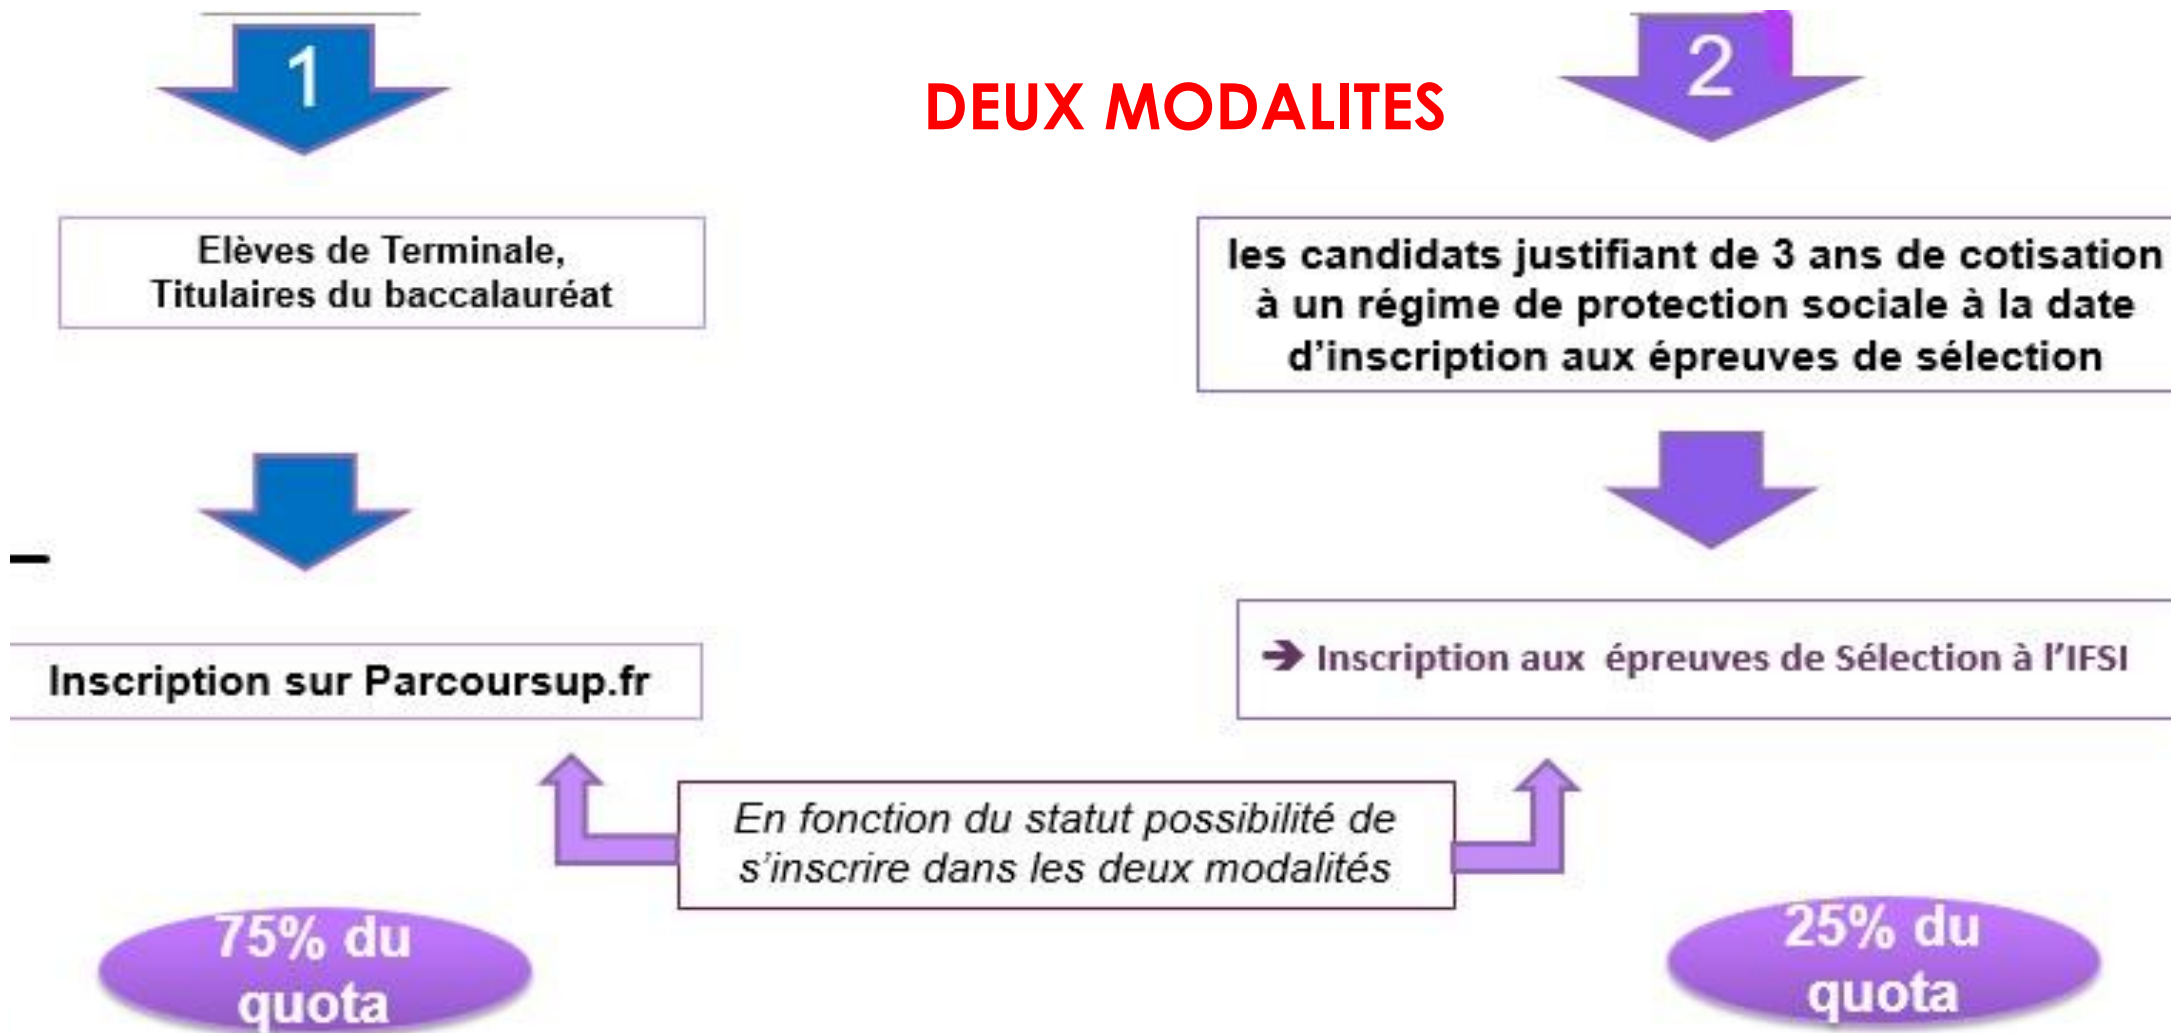 1
DEUX MODALITES
2
Elèves de Terminale,
Titulaires du baccalauréat
les candidats justifiant de 3 ans de cotisation
à un régime de protection sociale à la date
d'inscription aux épreuves de sélection
Inscription sur Parcoursup.fr
➔ Inscription aux épreuves de Sélection à l'IFSI
En fonction du statut possibilité de
s'inscrire dans les deux modalités
75% du
quota
25% du
quota